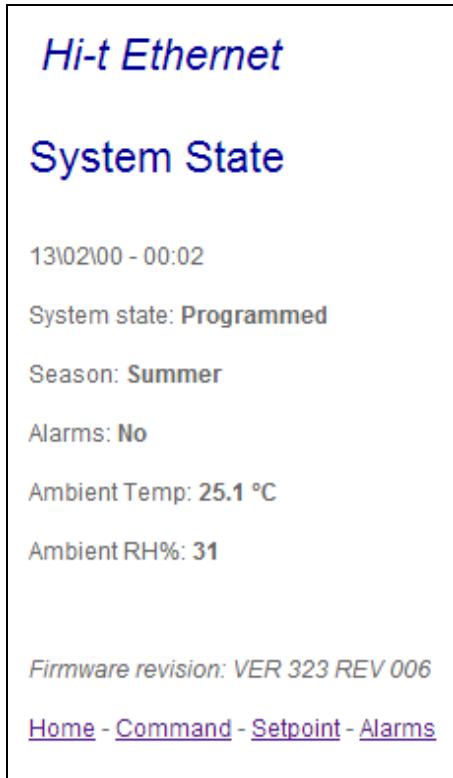 Hi-t Ethernet
System State
13\02\00 - 00:02
System state: Programmed
Season: Summer
Alarms: No
Ambient Temp: 25.1 °C
Ambient RH%: 31
Firmware revision: VER 323 REV 006
Home - Command - Setpoint - Alarms